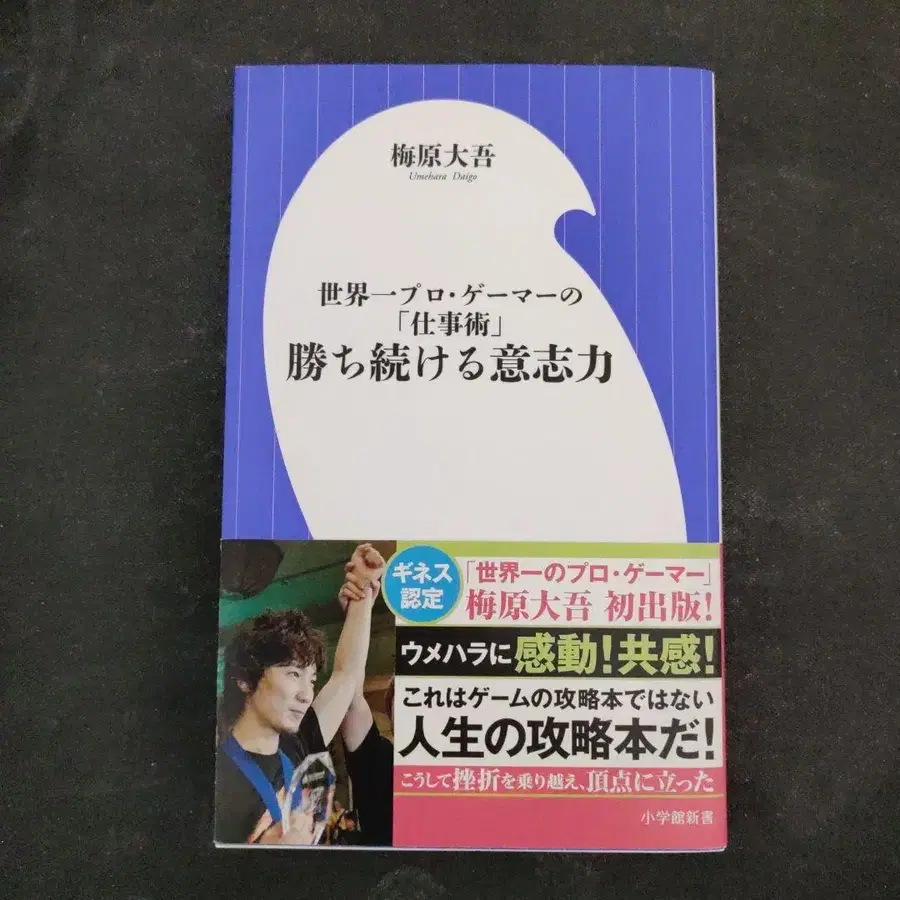 梅原大吾
Umehara Daigo
世界一プロ・ゲーマーの
「仕事術」
勝ち続ける意志力
ギネス
認定
「世界一のプロ・ゲーマー」
梅原大吾 初出版!
ウメハラに感動!共感!
これはゲームの攻略本ではない
人生の攻略本だ!
こうして挫折を乗り越え、頂点に立った
小学館新書